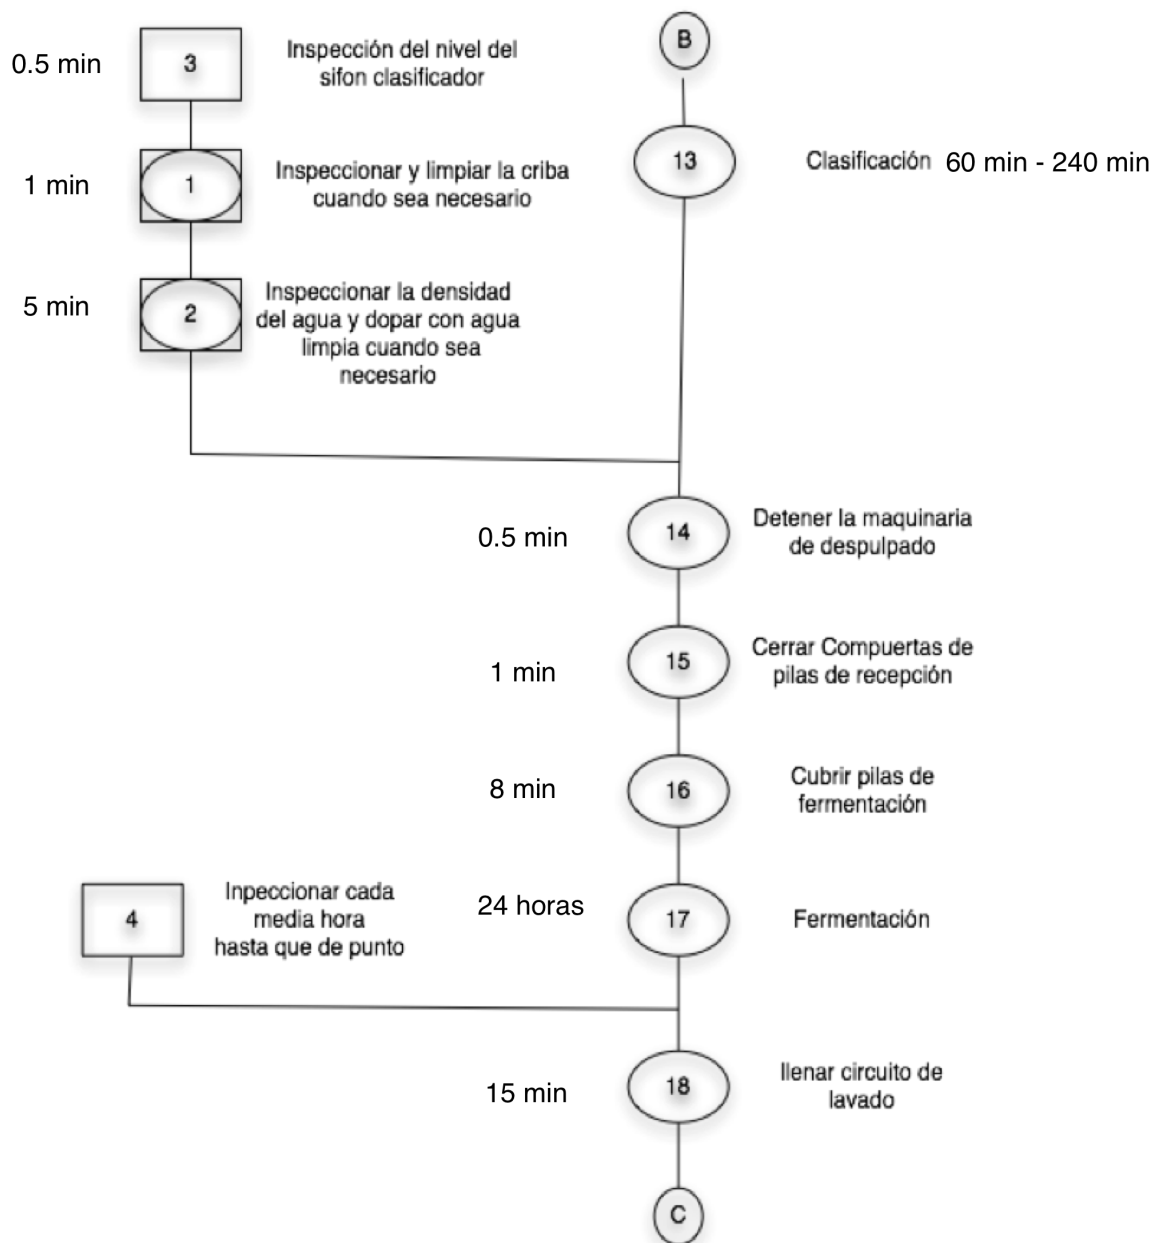 B
0.5 min
3
Inspección del nivel del
sifon clasificador
13
Clasificación 60 min - 240 min
1 min
1
Inspeccionar y limpiar la criba
cuando sea necesario
5 min
2
Inspeccionar la densidad
del agua y dopar con agua
limpia cuando sea
necesario
0.5 min
14
Detener la maquinaria
de despulpado
1 min
15
Cerrar Compuertas de
pilas de recepción
8 min
16
Cubrir pilas de
fermentación
4
Inpeccionar cada
media hora
hasta que de punto
24 horas
17
Fermentación
15 min
18
llenar circuito de
lavado
C